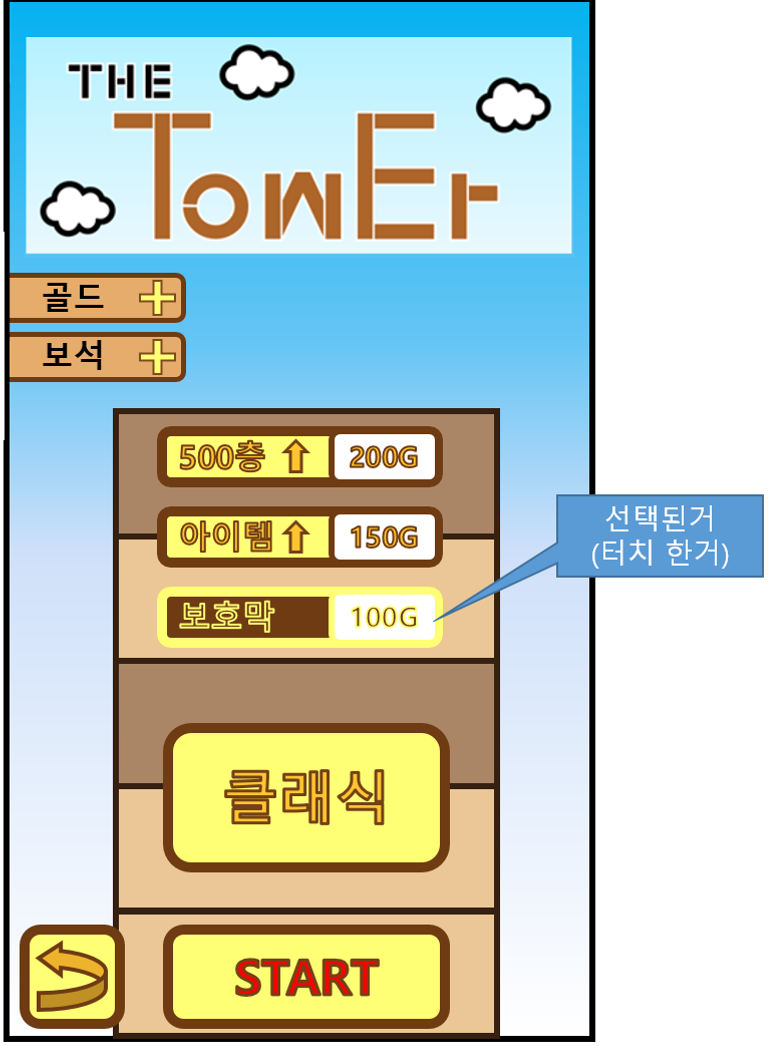 THE
TowEr
골드
보석
500층 200G
아이템 150G
보호막 100G
선택된거
(터치 한거)
클래식
START